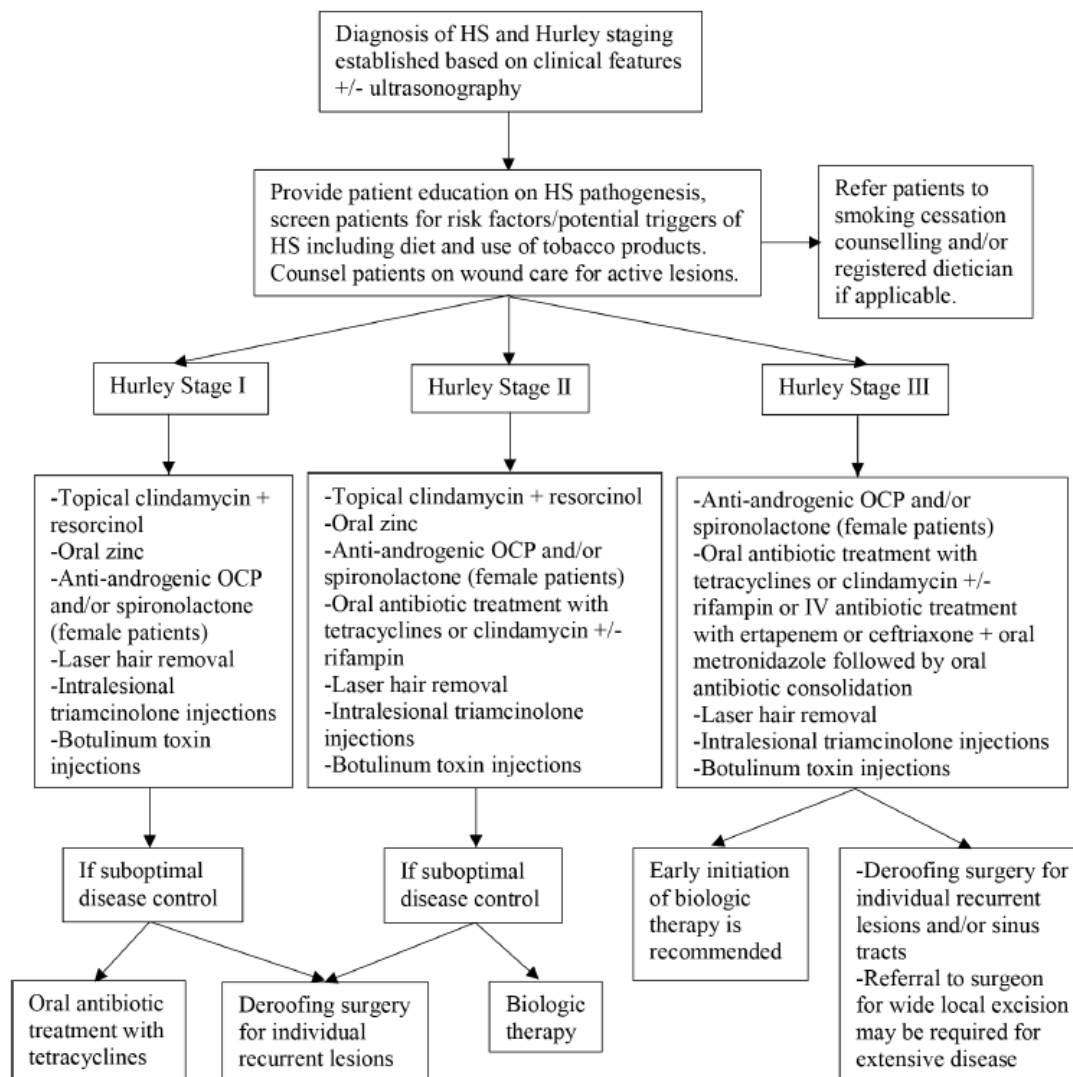 Diagnosis of HS and Hurley staging
established based on clinical features
+/- ultrasonography
Provide patient education on HS pathogenesis,
screen patients for risk factors/potential triggers of
HS including diet and use of tobacco products.
Counsel patients on wound care for active lesions.
Refer patients to
smoking cessation
counselling and/or
registered dietician
if applicable.
Hurley Stage I
Hurley Stage II
Hurley Stage III
-Topical clindamycin +
resorcinol
-Oral zinc
-Anti-androgenic OCP
and/or spironolactone
(female patients)
-Laser hair removal
-Intralesional
triamcinolone injections
-Botulinum toxin
injections
-Topical clindamycin + resorcinol
-Oral zinc
-Anti-androgenic OCP and/or
spironolactone (female patients)
-Oral antibiotic treatment with
tetracyclines or clindamycin +/-
rifampin
-Laser hair removal
-Intralesional triamcinolone
injections
-Botulinum toxin injections
-Anti-androgenic OCP and/or
spironolactone (female patients)
-Oral antibiotic treatment with
tetracyclines or clindamycin +/-
rifampin or IV antibiotic treatment
with ertapenem or ceftriaxone + oral
metronidazole followed by oral
antibiotic consolidation
-Laser hair removal
-Intralesional triamcinolone injections
-Botulinum toxin injections
If suboptimal
disease control
If suboptimal
disease control
Early initiation
of biologic
therapy is
recommended
-Deroofing surgery for
individual recurrent
lesions and/or sinus
tracts
-Referral to surgeon
for wide local excision
may be required for
extensive disease
Oral antibiotic
treatment with
tetracyclines
Deroofing surgery
for individual
recurrent lesions
Biologic
therapy